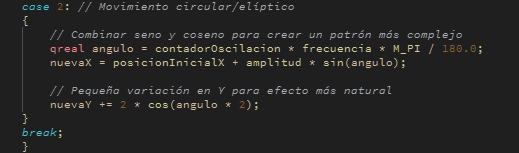 case 2: // Movimiento circular/elíptico
{
// Combinar seno y coseno para crear un patrón más complejo
qreal angulo = contadorOscilacion * frecuencia * M_PI / 180.0;
nuevaX = posicionInicialX + amplitud * sin(angulo);
// Pequeña variación en Y para efecto más natural
nuevaY += 2 * cos(angulo * 2);
}
break;
}